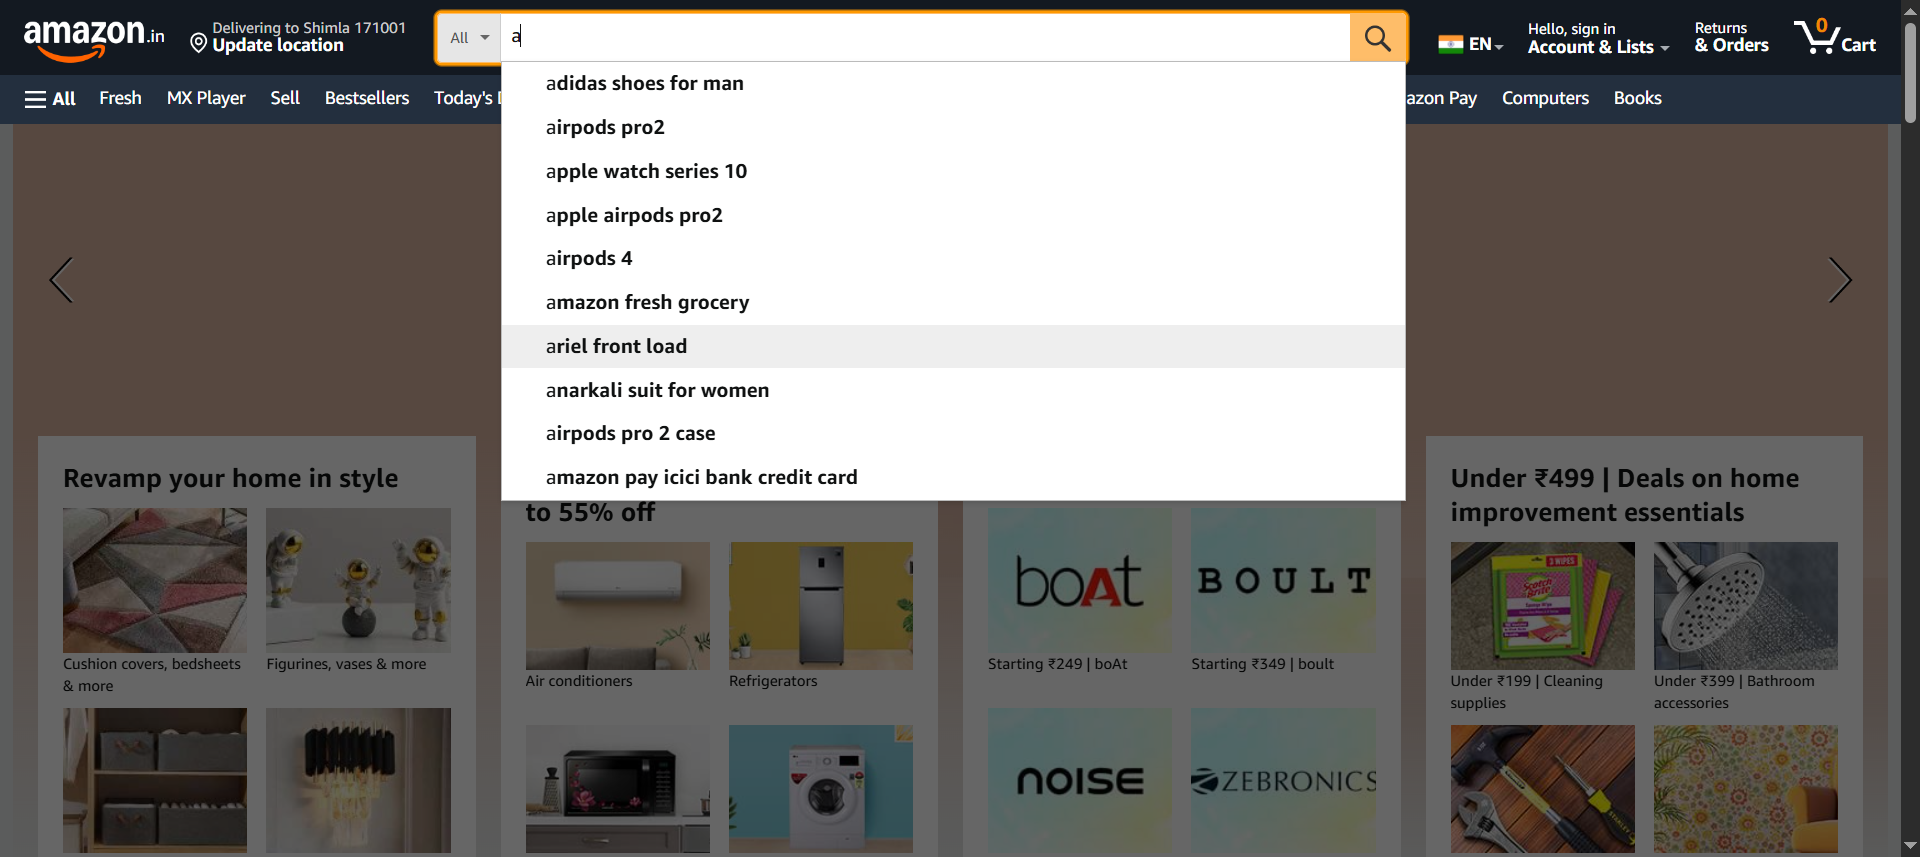 amazon.in
Delivering to Shimla 171001
Update location
All
a
EN
Hello, sign in
Account & Lists
Returns
& Orders
0
Cart
All
Fresh
MX Player
Sell
Bestsellers
Today's
azon Pay
Computers
Books
adidas shoes for man
airpods pro2
apple watch series 10
apple airpods pro2
airpods 4
amazon fresh grocery
ariel front load
anarkali suit for women
airpods pro 2 case
amazon pay icici bank credit card
Revamp your home in style
Cushion covers, bedsheets
& more
Figurines, vases & more
to 55% off
Air conditioners
Refrigerators
boAt
BOULT
Starting ₹249 | boAt
Starting ₹349 | boult
noise
ZEBRONICS
Under ₹499 | Deals on home
improvement essentials
3 WIPES
Scotch
Brite
Under ₹199 | Cleaning
supplies
Under ₹399 | Bathroom
accessories